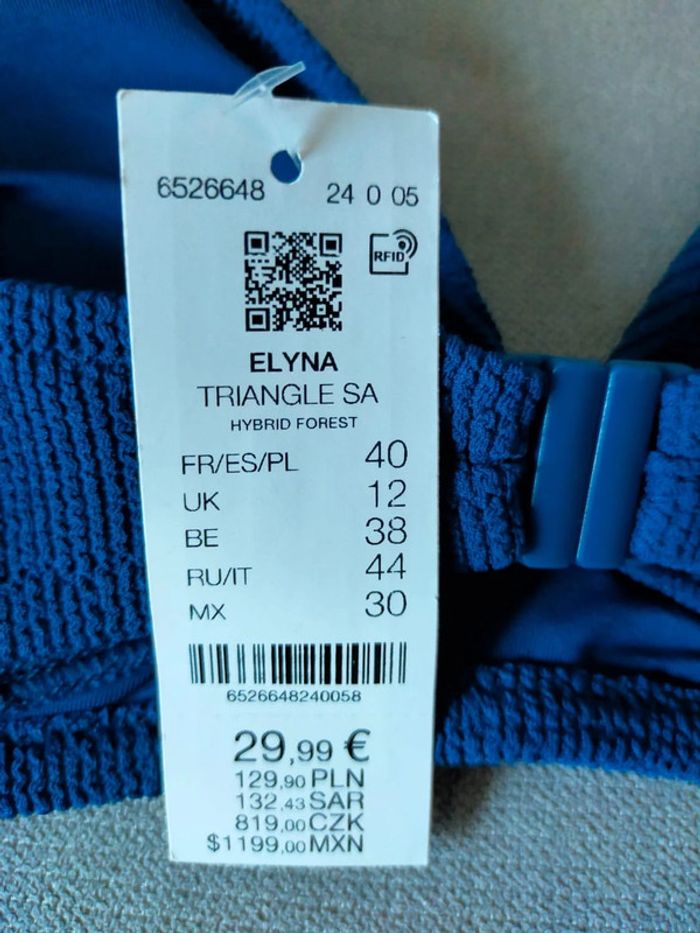 6526648 24 0 05
RFID
ELYNA
TRIANGLE SA
HYBRID FOREST
FR/ES/PL 40
UK 12
BE 38
RU/IT 44
MX 30
6526648240058
29,99 €
129,90 PLN
132,43 SAR
819,00 CZK
$1199,00 MXN